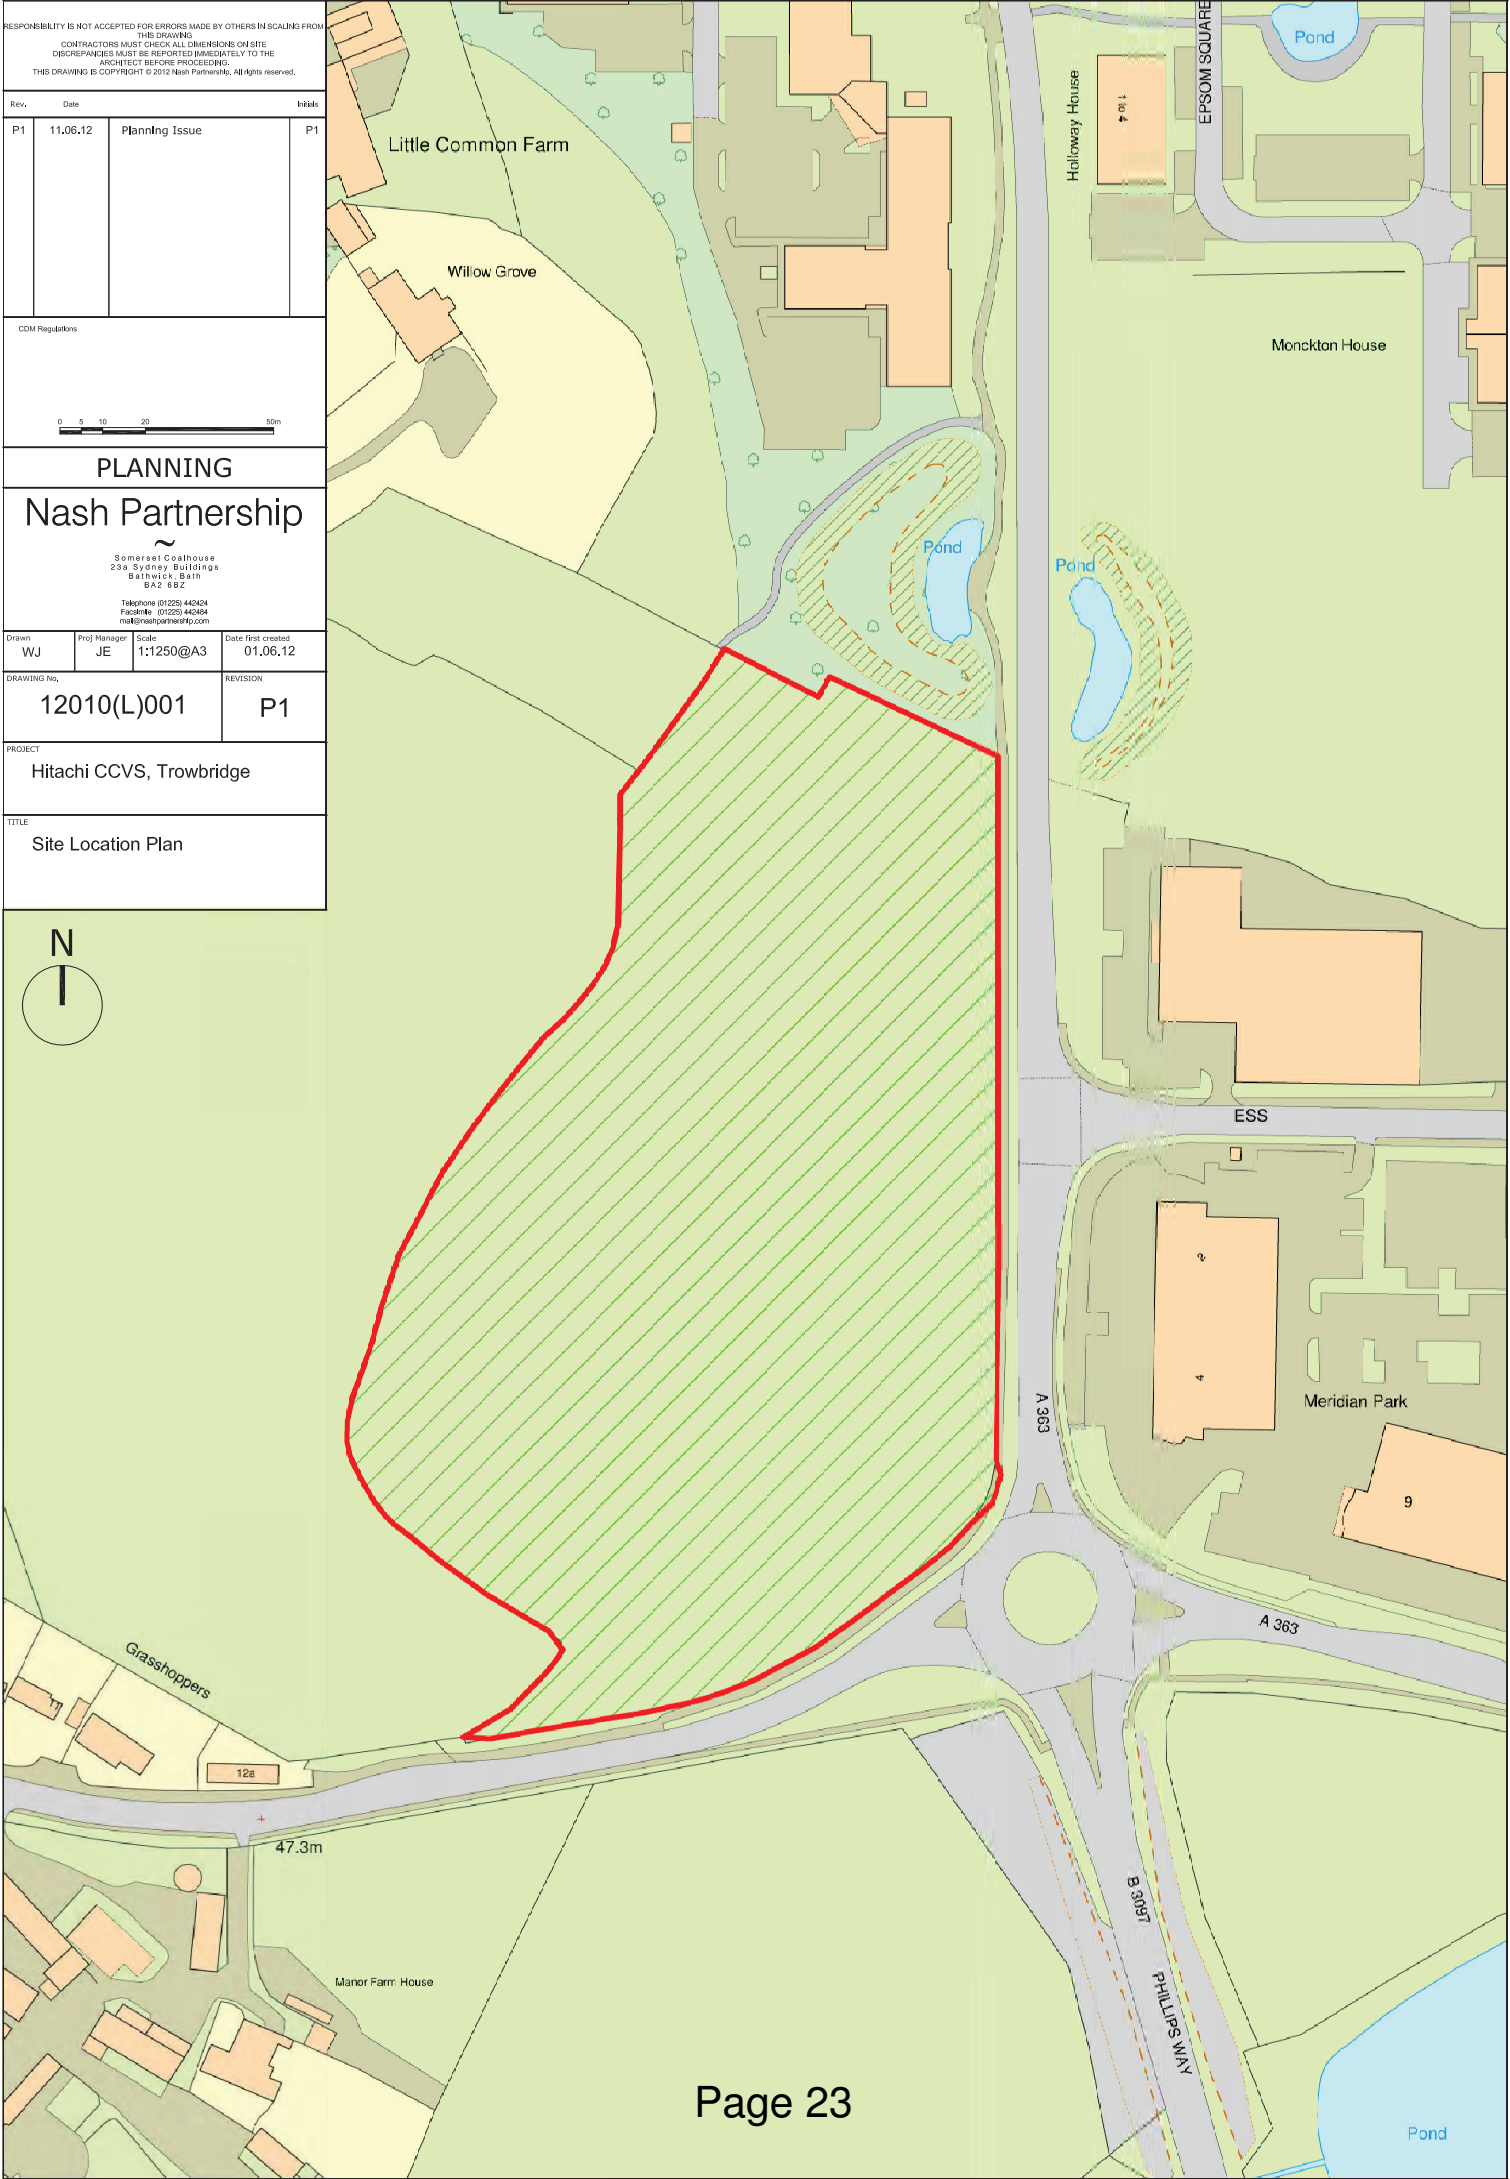 RESPONSIBILITY IS NOT ACCEPTED FOR ERRORS MADE BY OTHERS IN SCALING FROM
THIS DRAWING
CONTRACTORS MUST CHECK ALL DIMENSIONS ON SITE
DISCREPANCIES MUST BE REPORTED IMMEDIATELY TO THE
ARCHITECT BEFORE PROCEEDING.
THIS DRAWING IS COPYRIGHT © 2012 Nash Partnership, All rights reserved.
Rev. Date Initials
P1 11.06.12 Planning Issue P1
CDM Regulations
0 5 10 20 50m
PLANNING
Nash Partnership
~
Somerset Coalhouse
23a Sydney Buildings
Bathwick, Bath
BA2 6BZ
Telephone (01225) 442424
Facsimile (01225) 442484
mail@nashpartnership.com
Drawn Proj Manager Scale Date first created
WJ JE 1:1250@A3 01.06.12
DRAWING No. REVISION
12010(L)001 P1
PROJECT
Hitachi CCVS, Trowbridge
TITLE
Site Location Plan
N
Little Common Farm
Willow Grove
Holloway House
1 to 4
EPSOM SQUARE
Pond
Monckton House
Pond
Pond
ESS
2
4
A 363
Meridian Park
9
A 363
Grasshoppers
12a
47.3m
Manor Farm House
B 3097
PHILLIPS WAY
Pond
Page 23